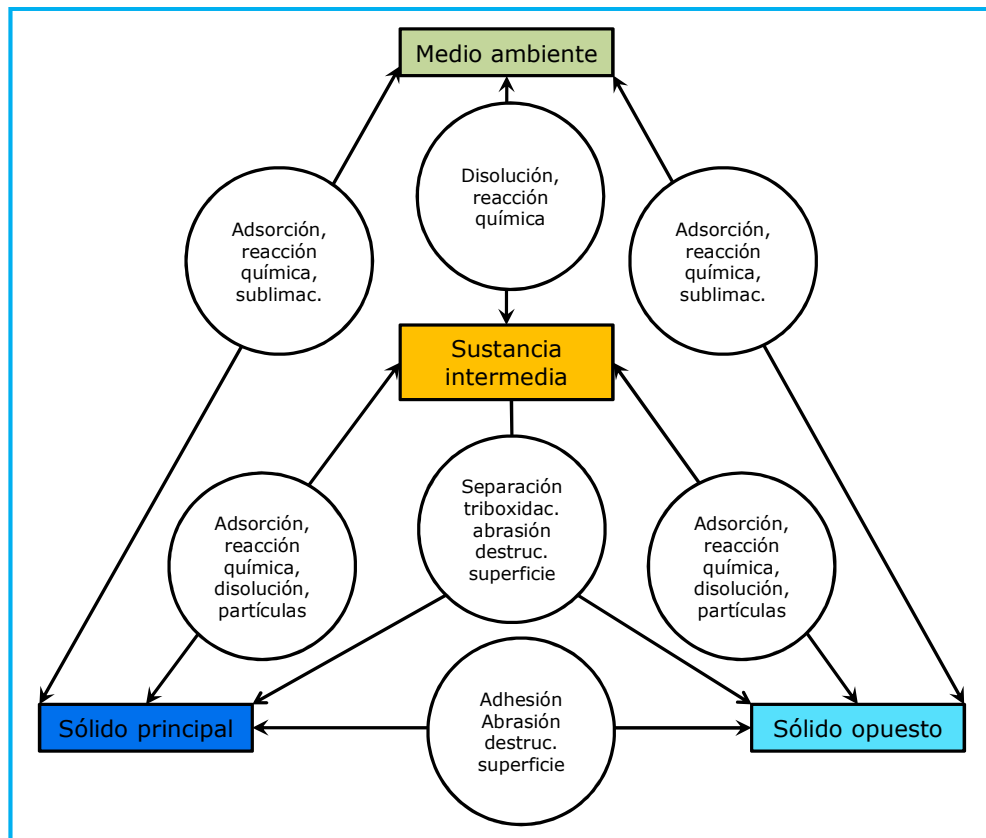 Medio ambiente
Disolución,
reacción
química
Adsorción,
reacción
química,
sublimac.
Adsorción,
reacción
química,
sublimac.
Sustancia
intermedia
Adsorción,
reacción
química,
disolución,
partículas
Separación
triboxidac.
abrasión
destruc.
superficie
Adsorción,
reacción
química,
disolución,
partículas
Sólido principal
Adhesión
Abrasión
destruc.
superficie
Sólido opuesto